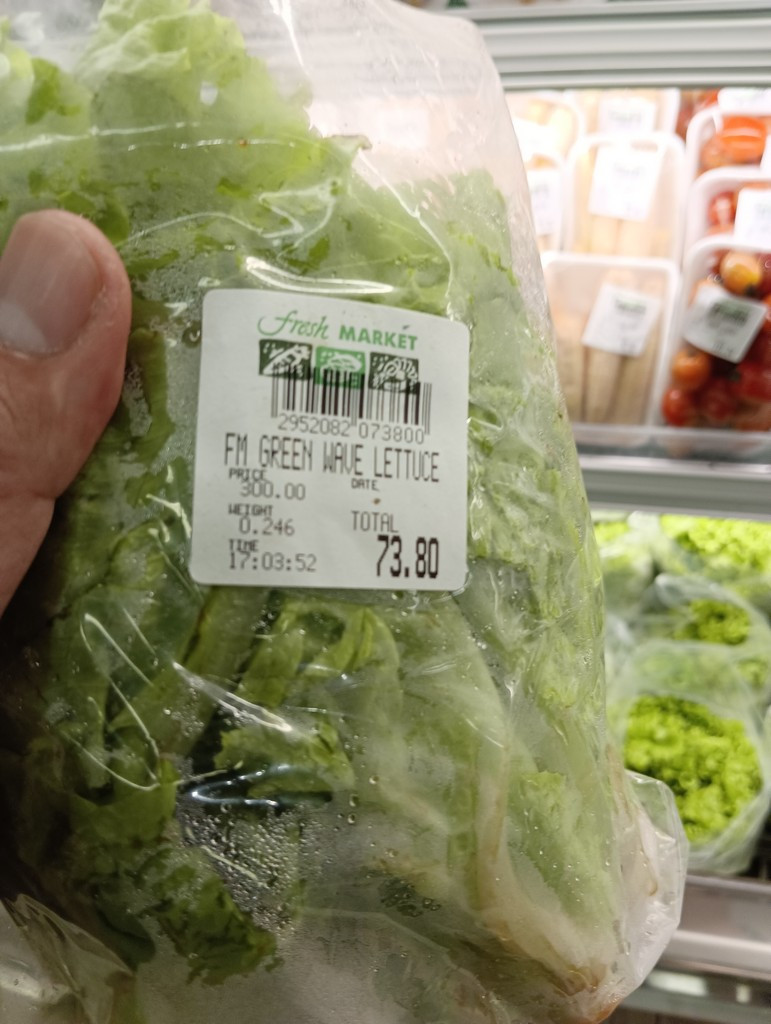 fresh MARKET
2952082 073800
FM GREEN WAVE LETTUCE
PRICE DATE
300.00
WEIGHT
0.246 TOTAL
TIME
17:03:52 73.80